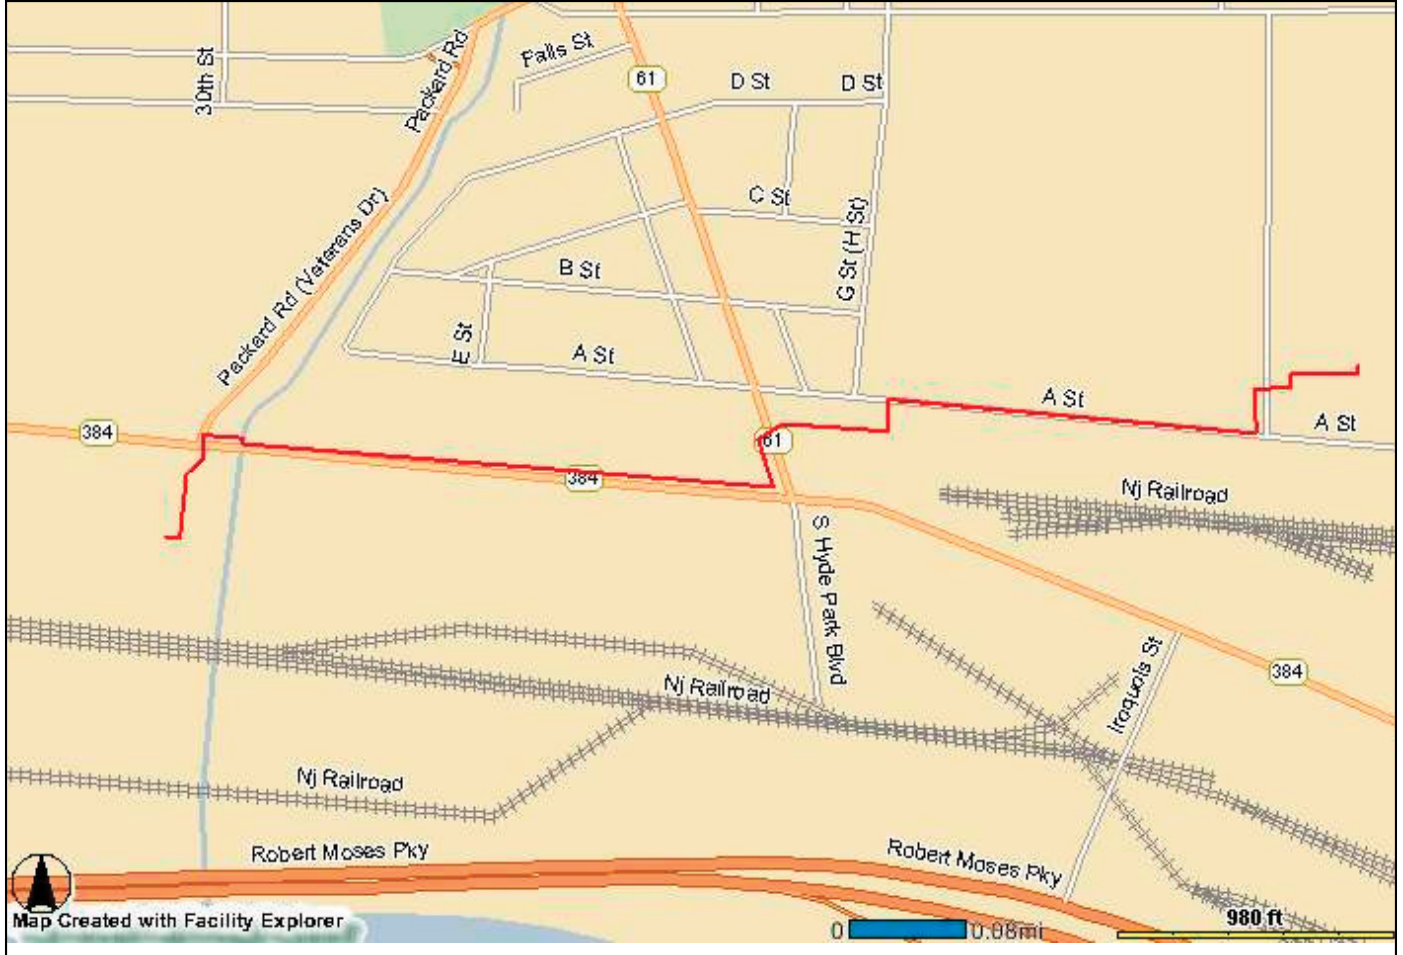 Falls St
30th St
Packard Rd
Packard Rd
61
D St
D St
C St
Packard Rd (Veterans Dr)
G St (H St)
B St
E St
A St
A St
A St
384
61
384
Nj Railroad
S Hyde Park Blvd
Iroquois St
384
Nj Railroad
Nj Railroad
Robert Moses Pky
Robert Moses Pky
Map Created with Facility Explorer
0 0.08mi
980 ft